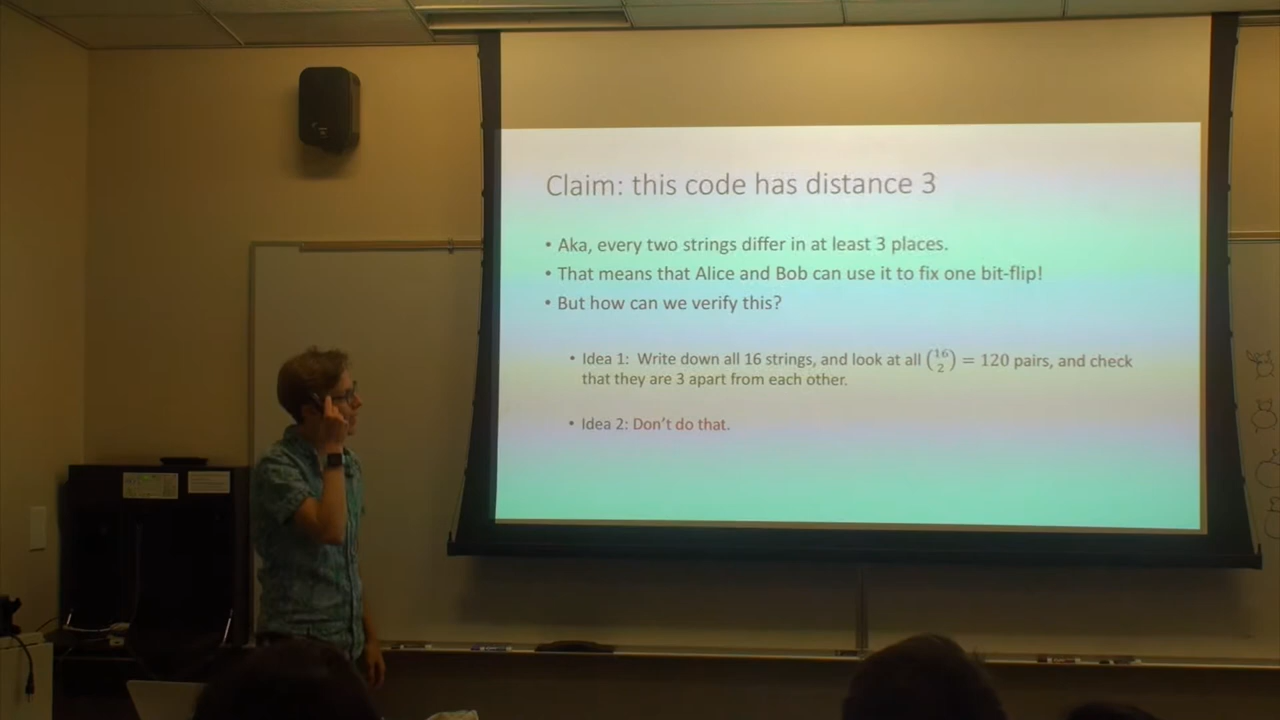 Claim: this code has distance 3
• Aka, every two strings differ in at least 3 places.
• That means that Alice and Bob can use it to fix one bit-flip!
• But how can we verify this?
• Idea 1: Write down all 16 strings, and look at all (16 2) = 120 pairs, and check
that they are 3 apart from each other.
• Idea 2: Don't do that.